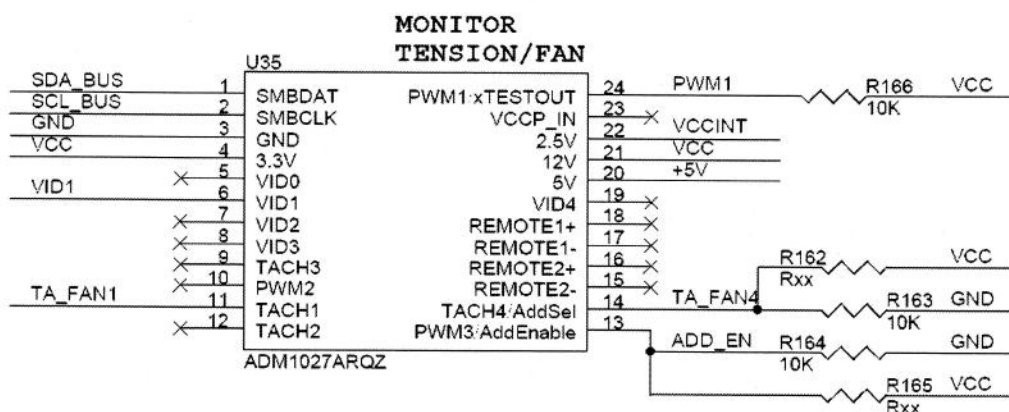 MONITOR
TENSION/FAN
U35
SDA_BUS 1 SMBDAT
SCL_BUS 2 SMBCLK
GND 3 GND
VCC 4 3.3V
5 VID0
VID1 6 VID1
7 VID2
8 VID3
9 TACH3
10 PWM2
TA_FAN1 11 TACH1
12 TACH2
PWM1/xTESTOUT 24 PWM1 R166 10K VCC
VCCP_IN 23
2.5V 22 VCCINT
12V 21 VCC
5V 20 +5V
VID4 19
REMOTE1+ 18
REMOTE1- 17
REMOTE2+ 16
REMOTE2- 15
TACH4/AddSel 14 TA_FAN4
PWM3/AddEnable 13
R162 Rxx VCC
R163 10K GND
ADD_EN R164 10K GND
R165 Rxx VCC
ADM1027ARQZ